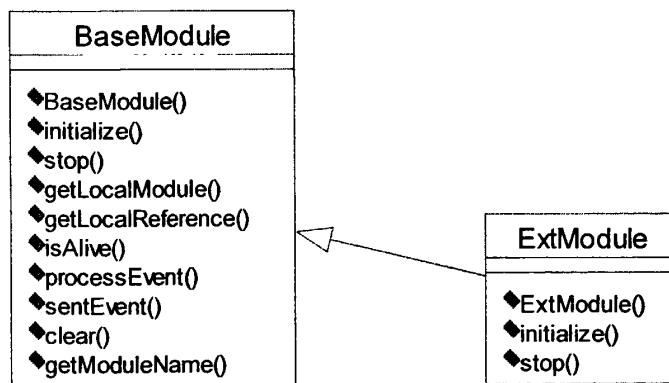 BaseModule
BaseModule()
initialize()
stop()
getLocalModule()
getLocalReference()
isAlive()
processEvent()
sentEvent()
clear()
getModuleName()
ExtModule
ExtModule()
initialize()
stop()